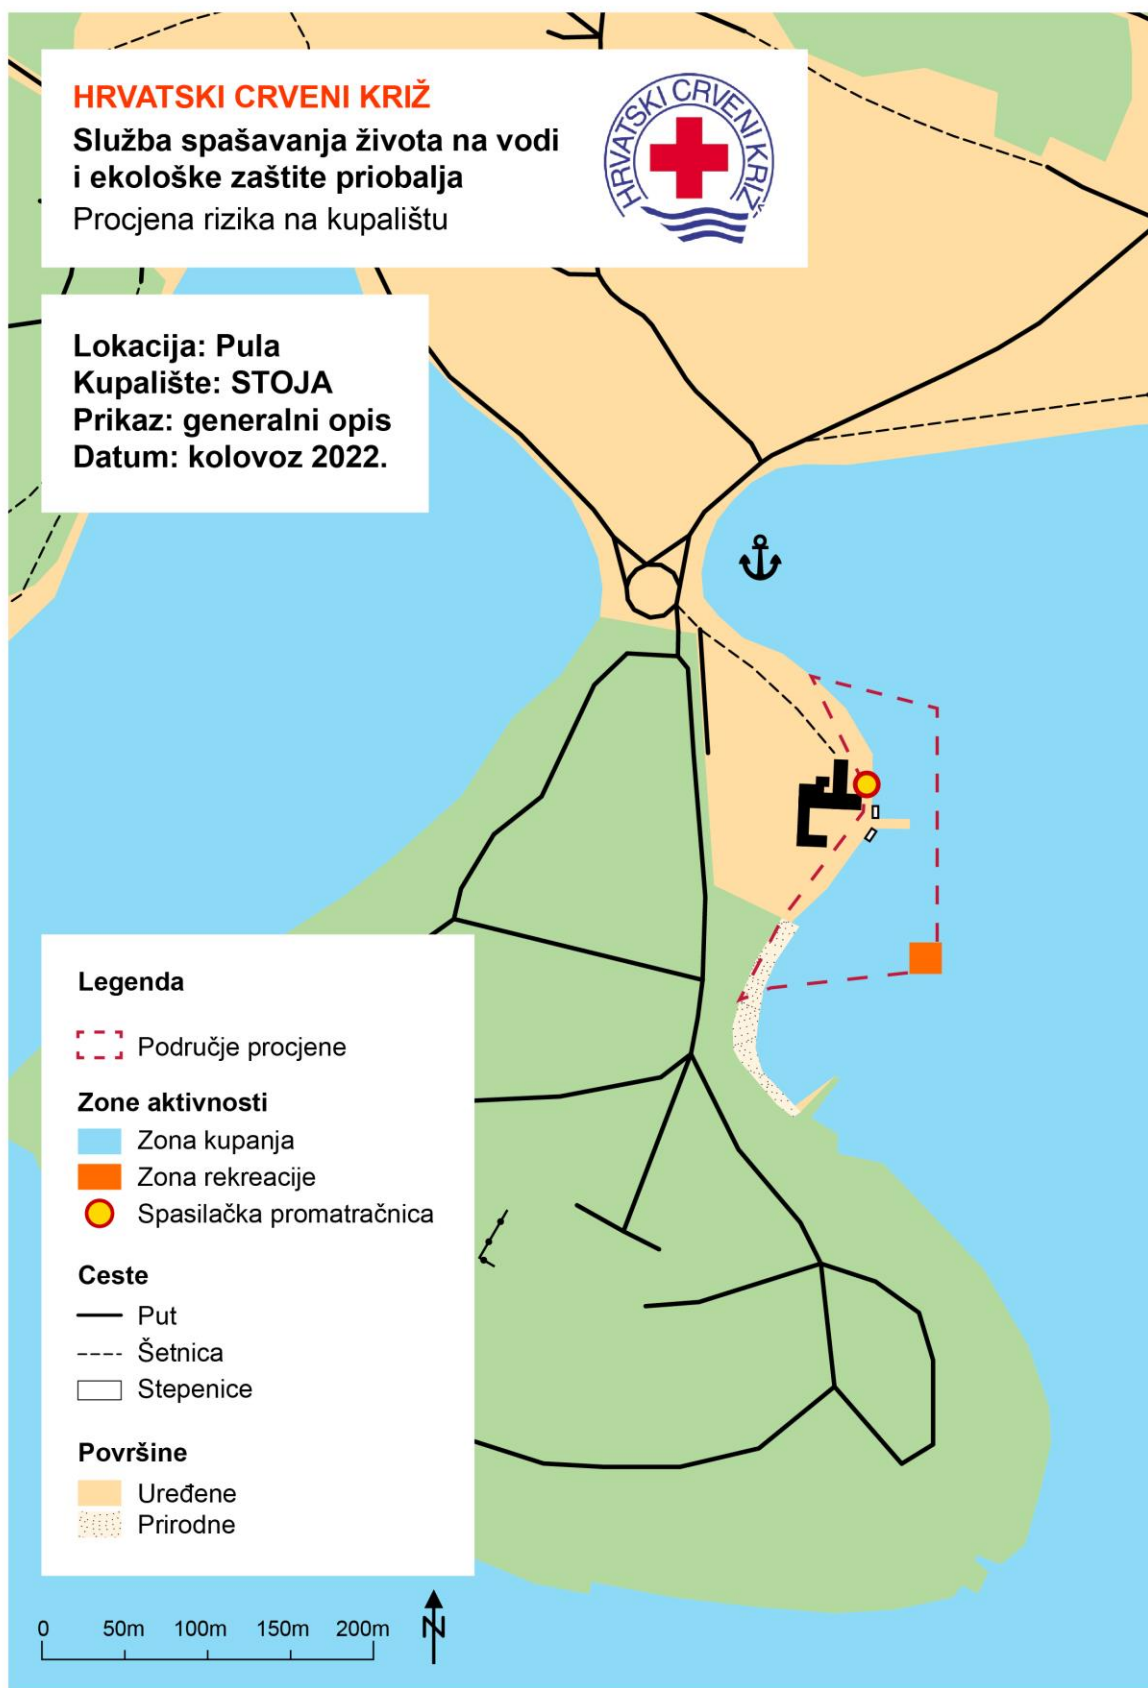 HRVATSKI CRVENI KRIŽ
Služba spašavanja života na vodi
i ekološke zaštite priobalja
Procjena rizika na kupalištu
HRVATSKI CRVENI KRIŽ
Lokacija: Pula
Kupalište: STOJA
Prikaz: generalni opis
Datum: kolovoz 2022.
Legenda
Područje procjene
Zone aktivnosti
Zona kupanja
Zona rekreacije
Spasilačka promatračnica
Ceste
Put
Šetnica
Stepenice
Površine
Uređene
Prirodne
0 50m 100m 150m 200m
N